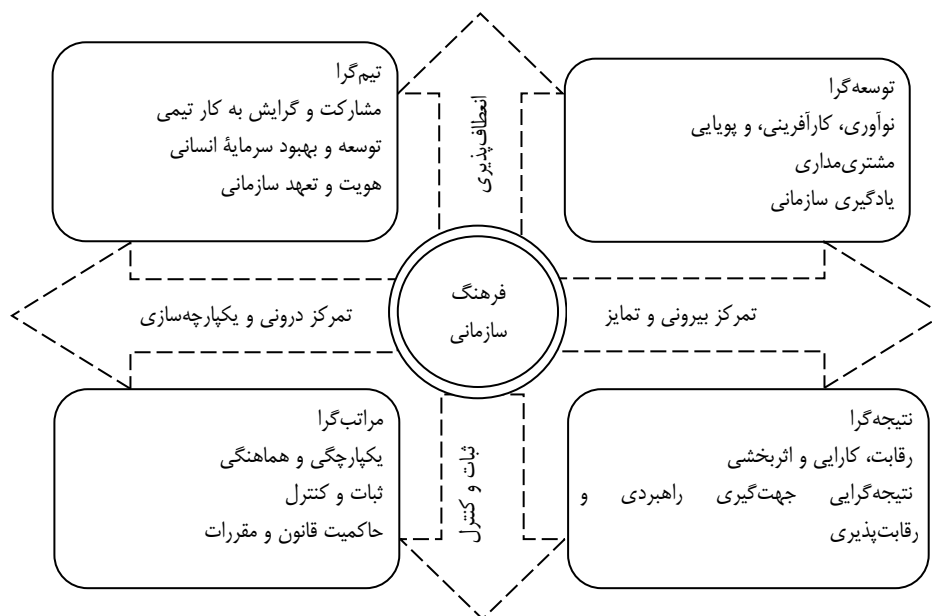 توسعه‌گرا
نوآوری، کارآفرینی، و پویایی
مشتری‌مداری
یادگیری سازمانی
انعطاف‌پذیری
تیم‌گرا
مشارکت و گرایش به کار تیمی
توسعه و بهبود سرمایهٔ انسانی
هویت و تعهد سازمانی
تمرکز بیرونی و تمایز
فرهنگ
سازمانی
تمرکز درونی و یکپارچه‌سازی
نتیجه‌گرا
رقابت، کارایی و اثربخشی
نتیجه‌گرایی جهت‌گیری راهبردی و
رقابت‌پذیری
ثبات و کنترل
مراتب‌گرا
یکپارچگی و هماهنگی
ثبات و کنترل
حاکمیت قانون و مقررات